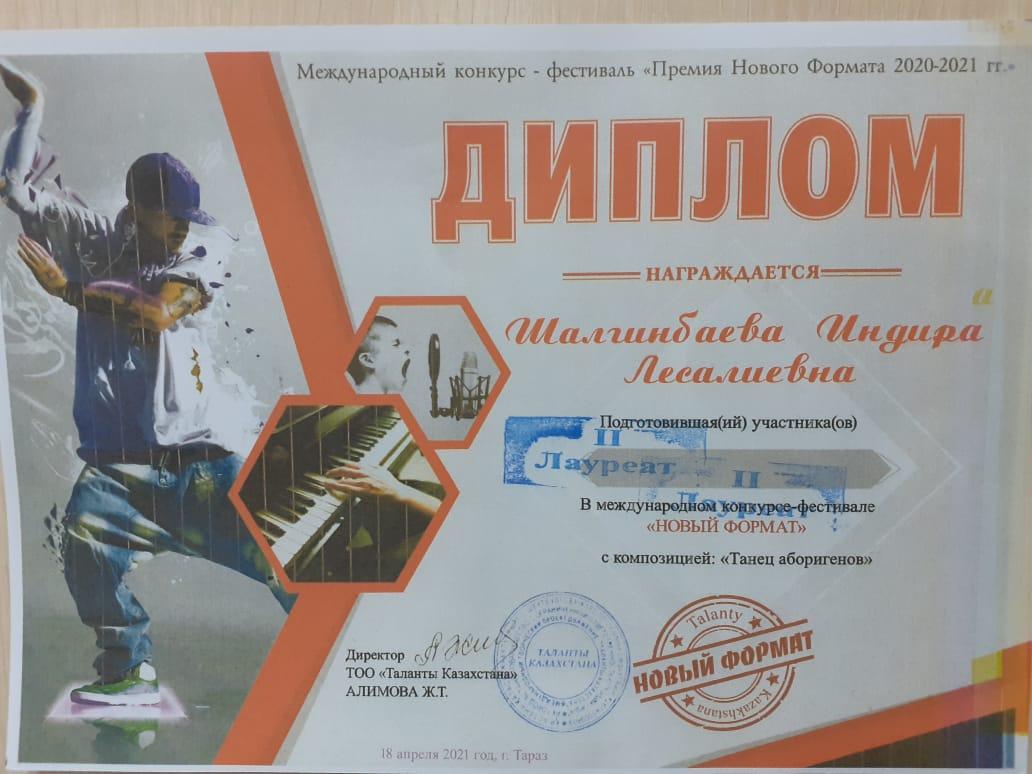 Международный конкурс - фестиваль «Премия Нового Формата 2020-2021 гг.»
ДИПЛОМ
НАГРАЖДАЕТСЯ
а
Шалгинбаева Индира
Лесалиевна
Подготовившая(ий) участника(ов)
II
Лауреат
II
Лауреат
В международном конкурсе-фестивале
«НОВЫЙ ФОРМАТ»
с композицией: «Танец аборигенов»
Директор
ТОО «Таланты Казахстана»
АЛИМОВА Ж.Т.
ТАЛАНТЫ
КАЗАХСТАНА
Talanty
НОВЫЙ ФОРМАТ
Kazakhstana
18 апреля 2021 год, г. Тараз